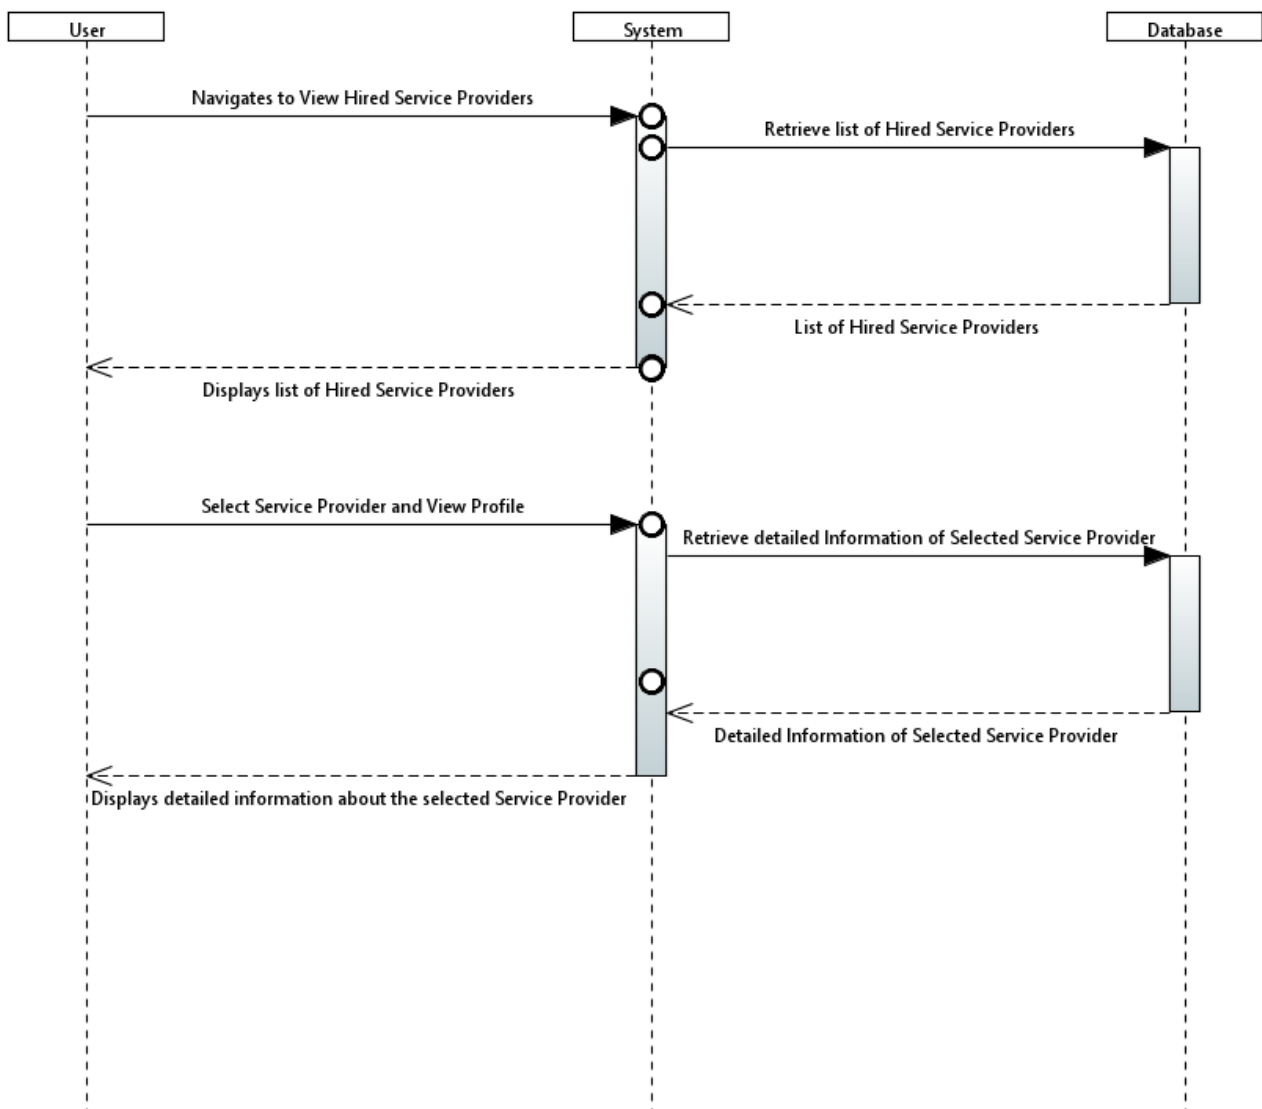 User
System
Database
Navigates to View Hired Service Providers
Retrieve list of Hired Service Providers
List of Hired Service Providers
Displays list of Hired Service Providers
Select Service Provider and View Profile
Retrieve detailed Information of Selected Service Provider
Detailed Information of Selected Service Provider
Displays detailed information about the selected Service Provider